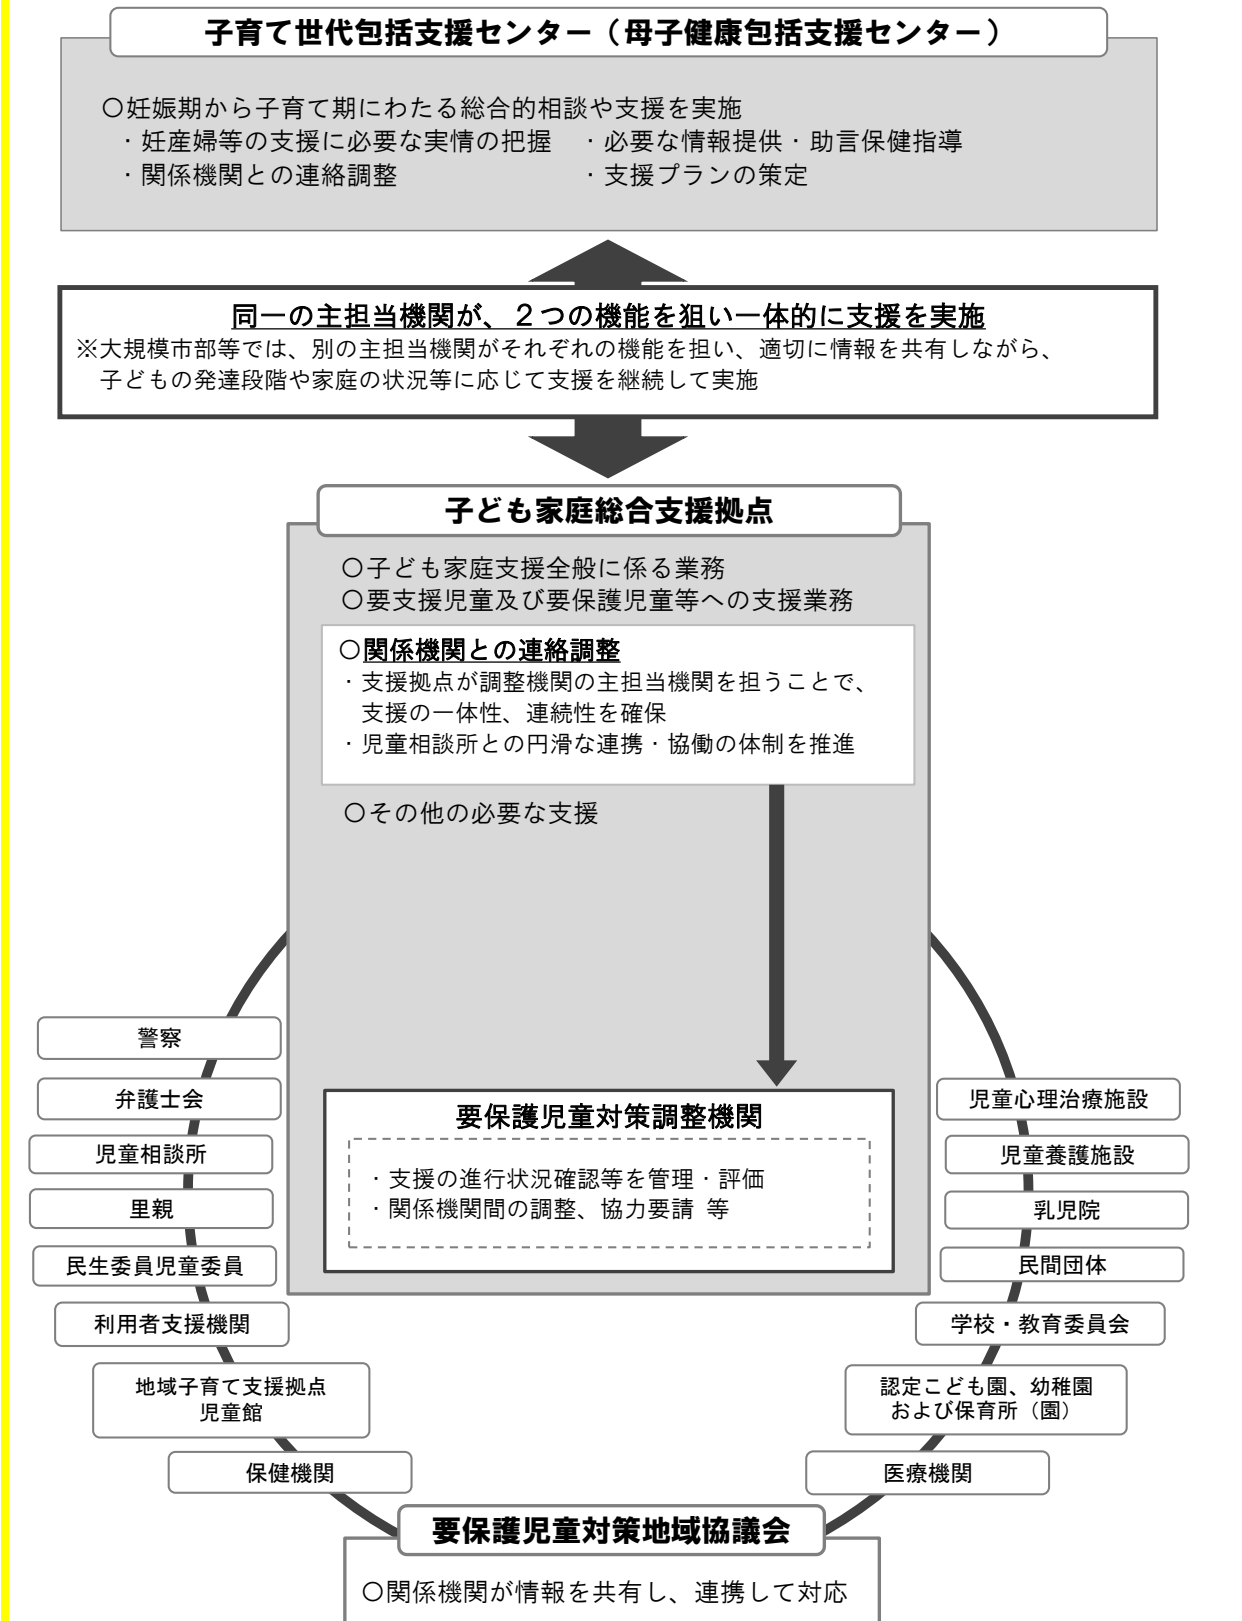 子育て世代包括支援センター（母子健康包括支援センター）
○妊娠期から子育て期にわたる総合的相談や支援を実施
・妊産婦等の支援に必要な実情の把握　・必要な情報提供・助言保健指導
・関係機関との連絡調整　・支援プランの策定
同一の主担当機関が、２つの機能を狙い一体的に支援を実施
※大規模市部等では、別の主担当機関がそれぞれの機能を担い、適切に情報を共有しながら、
子どもの発達段階や家庭の状況等に応じて支援を継続して実施
子ども家庭総合支援拠点
○子ども家庭支援全般に係る業務
○要支援児童及び要保護児童等への支援業務
○関係機関との連絡調整
・支援拠点が調整機関の主担当機関を担うことで、
支援の一体性、連続性を確保
・児童相談所との円滑な連携・協働の体制を推進
○その他の必要な支援
要保護児童対策調整機関
・支援の進行状況確認等を管理・評価
・関係機関間の調整、協力要請 等
警察
弁護士会
児童相談所
里親
民生委員児童委員
利用者支援機関
地域子育て支援拠点
児童館
保健機関
児童心理治療施設
児童養護施設
乳児院
民間団体
学校・教育委員会
認定こども園、幼稚園
および保育所（園）
医療機関
要保護児童対策地域協議会
○関係機関が情報を共有し、連携して対応